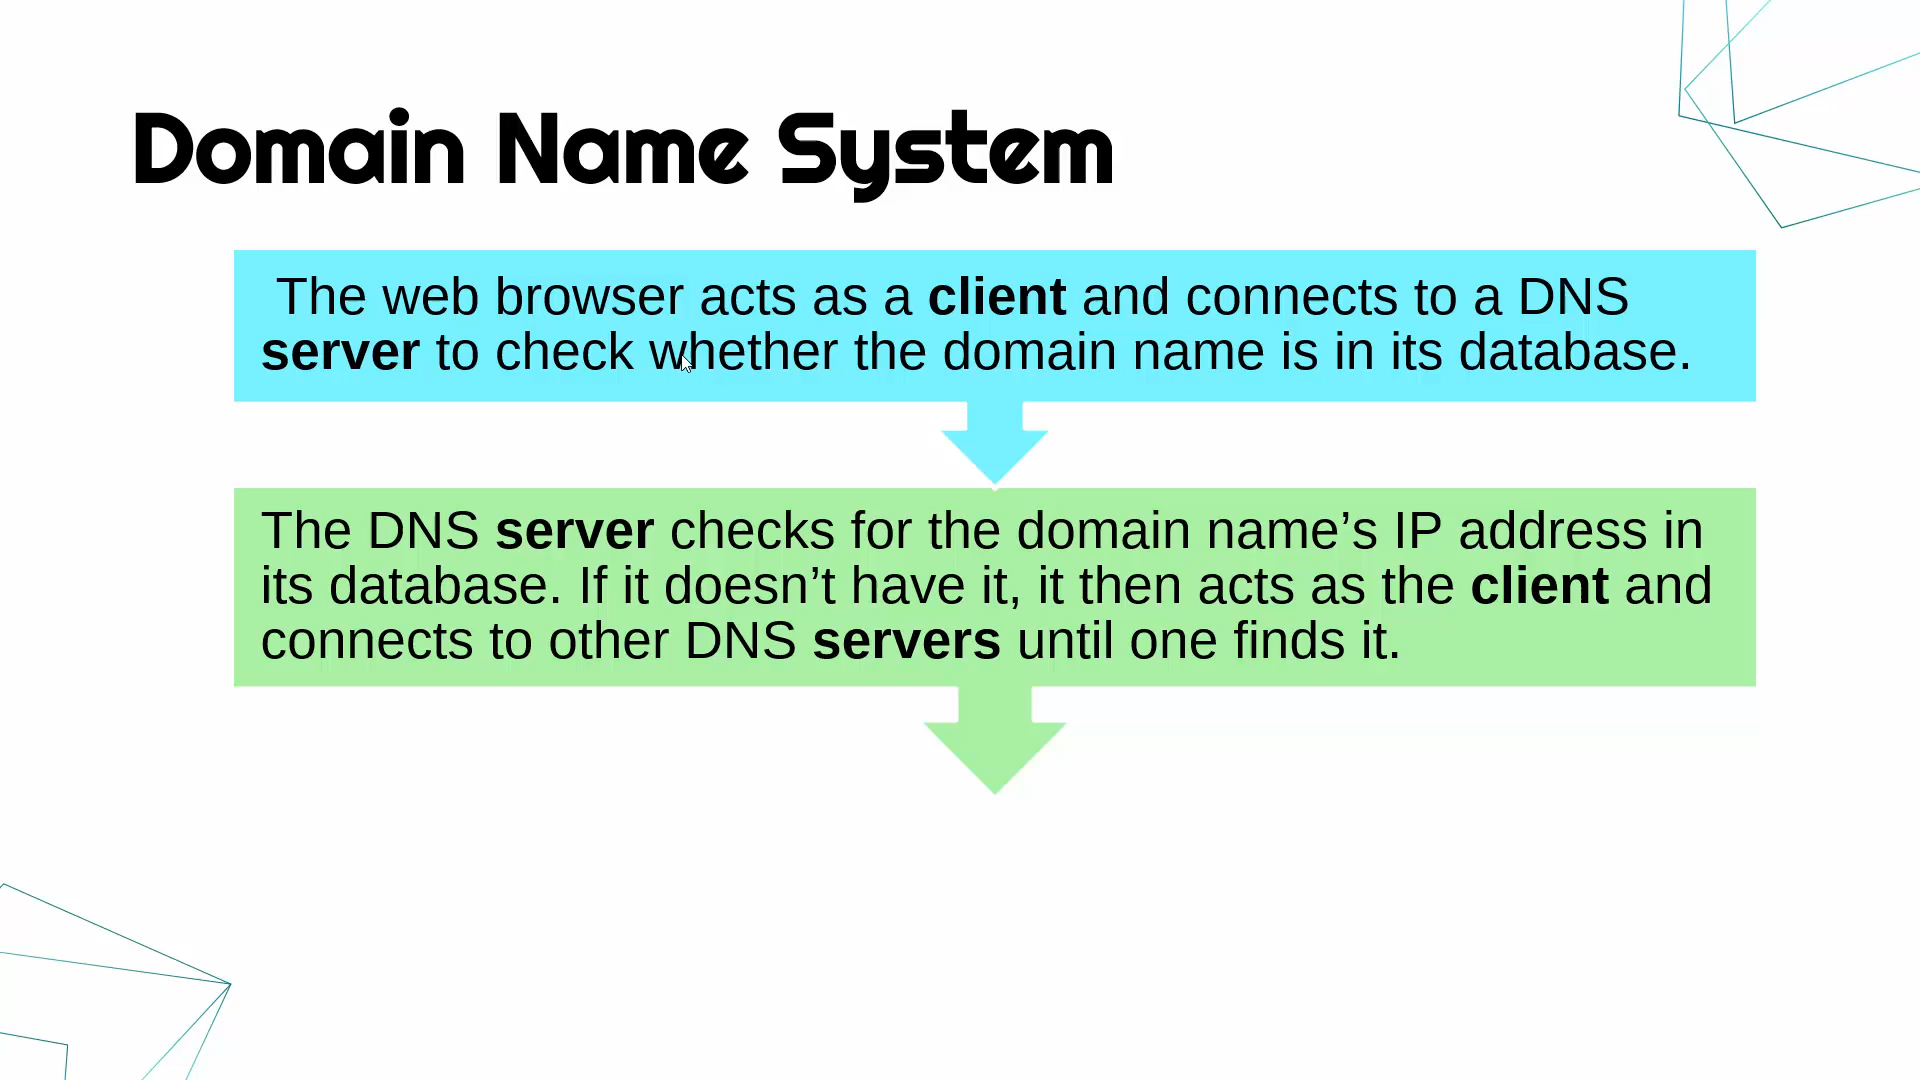 Domain Name System
The web browser acts as a client and connects to a DNS
server to check whether the domain name is in its database.
The DNS server checks for the domain name’s IP address in
its database. If it doesn’t have it, it then acts as the client and
connects to other DNS servers until one finds it.